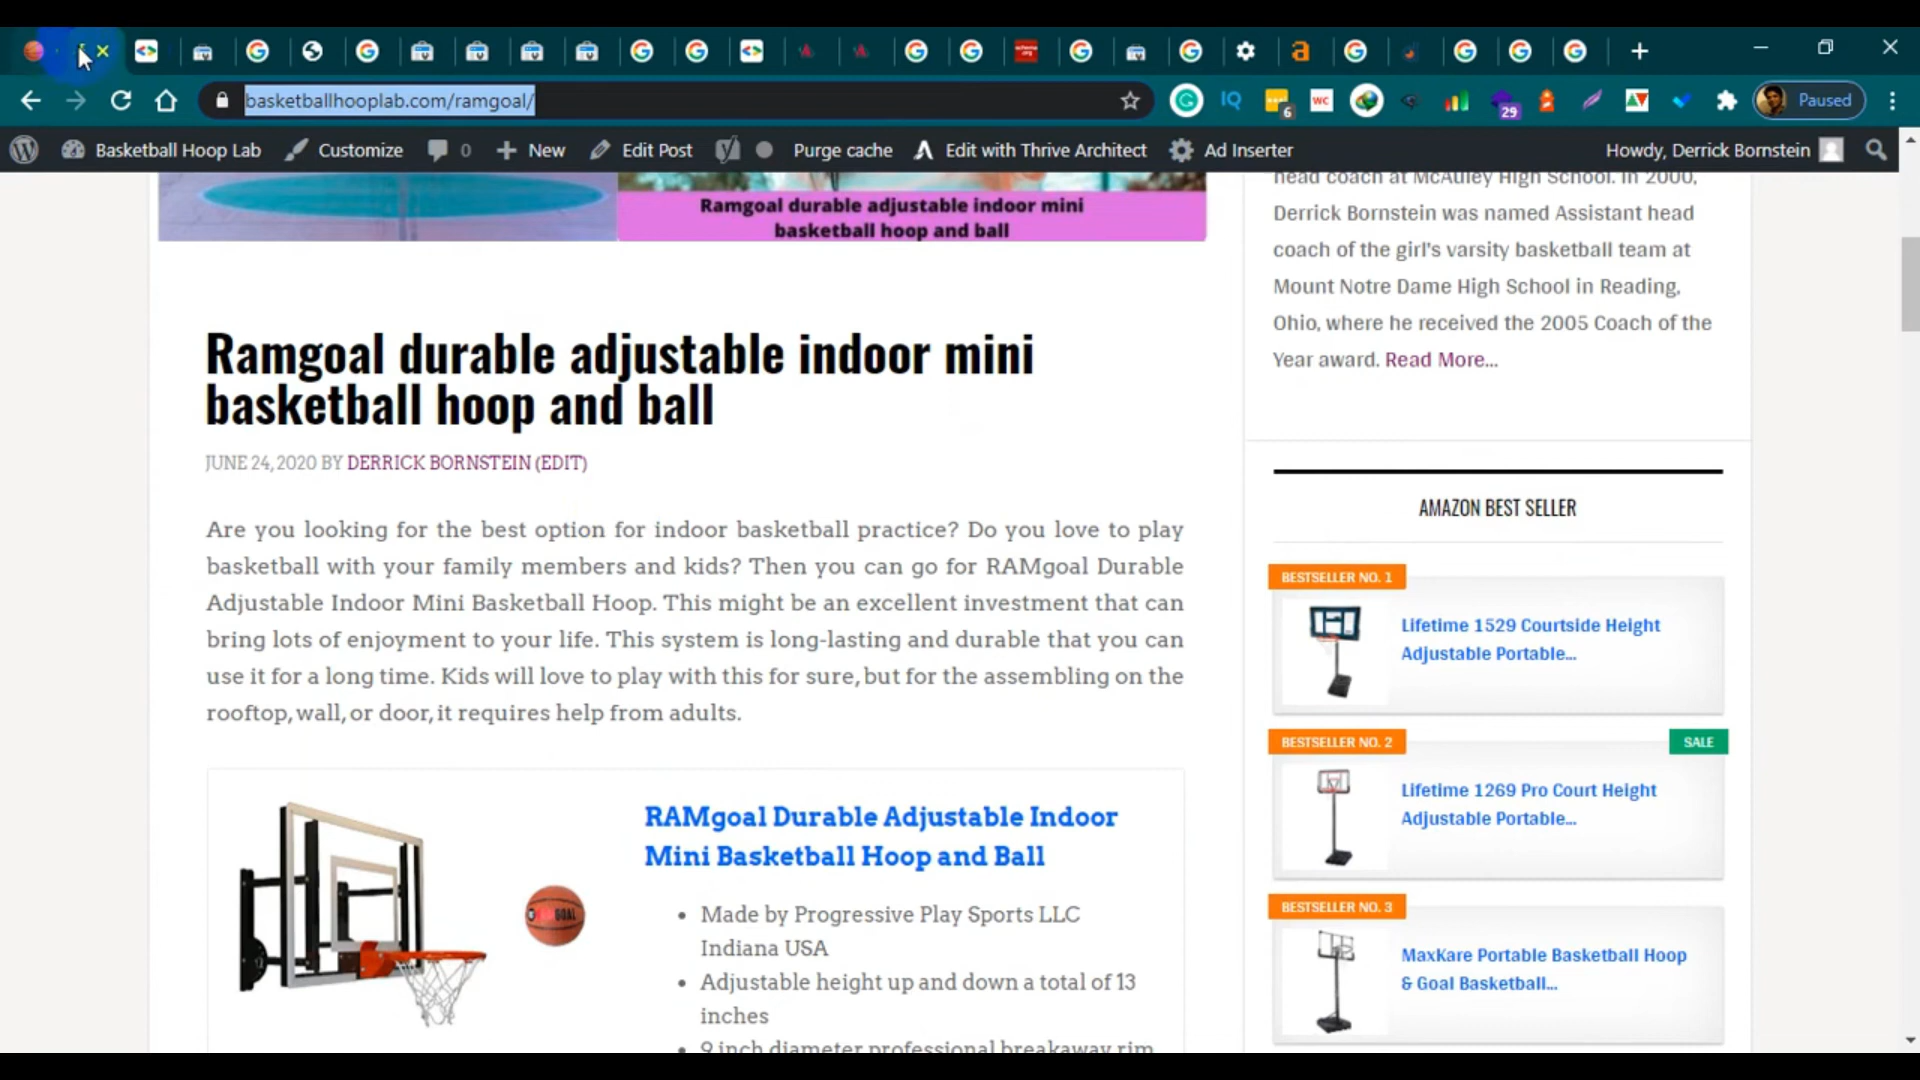 basketballhooplab.com/ramgoal/
IQ
6
WC
29
Paused
Basketball Hoop Lab
Customize
0
New
Edit Post
Purge cache
Edit with Thrive Architect
Ad Inserter
Howdy, Derrick Bornstein
Ramgoal durable adjustable indoor mini
basketball hoop and ball
Ramgoal durable adjustable indoor mini
basketball hoop and ball
JUNE 24, 2020 BY DERRICK BORNSTEIN (EDIT)
Are you looking for the best option for indoor basketball practice? Do you love to play
basketball with your family members and kids? Then you can go for RAMgoal Durable
Adjustable Indoor Mini Basketball Hoop. This might be an excellent investment that can
bring lots of enjoyment to your life. This system is long-lasting and durable that you can
use it for a long time. Kids will love to play with this for sure, but for the assembling on the
rooftop, wall, or door, it requires help from adults.
RAMgoal Durable Adjustable Indoor
Mini Basketball Hoop and Ball
• Made by Progressive Play Sports LLC
Indiana USA
• Adjustable height up and down a total of 13
inches
• 9 inch diameter professional breakaway rim
head coach at McAuley High School. In 2000,
Derrick Bornstein was named Assistant head
coach of the girl's varsity basketball team at
Mount Notre Dame High School in Reading,
Ohio, where he received the 2005 Coach of the
Year award. Read More...
AMAZON BEST SELLER
BESTSELLER NO. 1
Lifetime 1529 Courtside Height
Adjustable Portable...
BESTSELLER NO. 2
SALE
Lifetime 1269 Pro Court Height
Adjustable Portable...
BESTSELLER NO. 3
MaxKare Portable Basketball Hoop
& Goal Basketball...